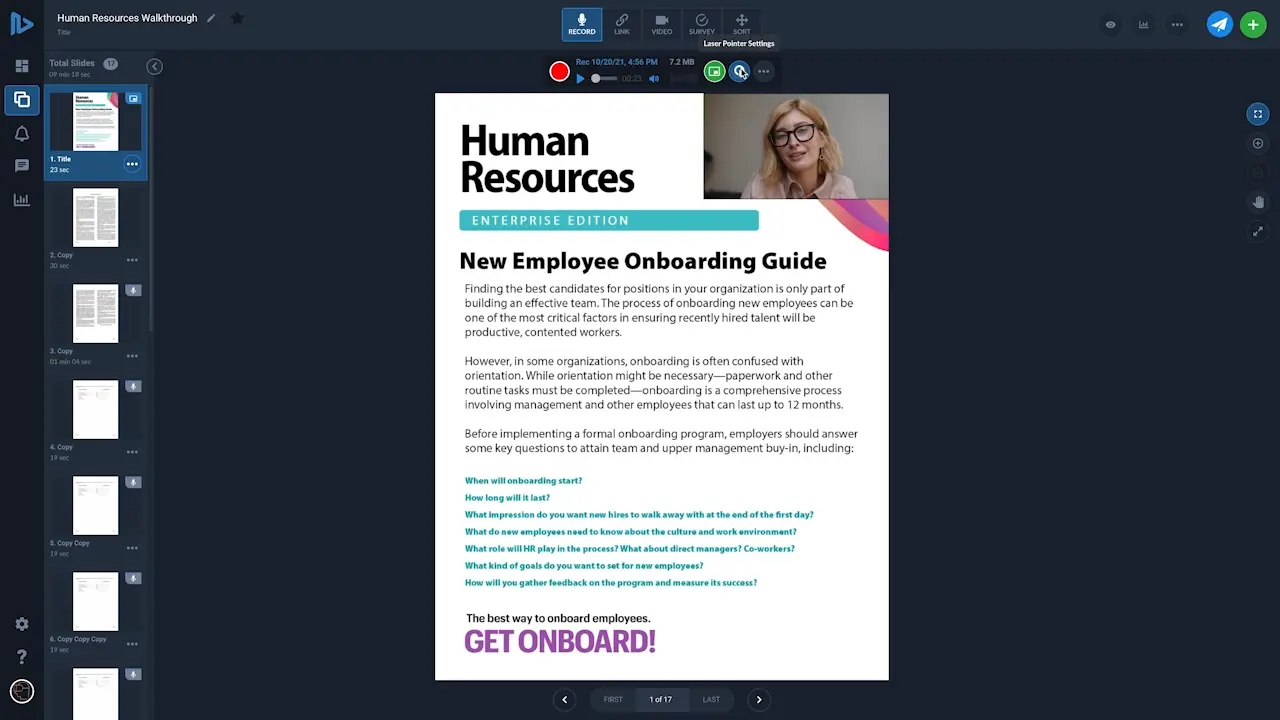 Human Resources Walkthrough
Title
RECORD
LINK
VIDEO
SURVEY
SORT
Laser Pointer Settings
Total Slides 17
09 min 18 sec
Rec 10/20/21, 4:56 PM 7.2 MB
00:23
1. Title
23 sec
2. Copy
30 sec
3. Copy
01 min 04 sec
4. Copy
19 sec
5. Copy Copy
19 sec
6. Copy Copy Copy
19 sec
Human
Resources
ENTERPRISE EDITION
New Employee Onboarding Guide
Finding the best candidates for positions in your organization is only part of
building an effective team. The process of onboarding new employees can be
one of the most critical factors in ensuring recently hired talent will be
productive, contented workers.
However, in some organizations, onboarding is often confused with
orientation. While orientation might be necessary—paperwork and other
routine tasks must be completed—onboarding is a comprehensive process
involving management and other employees that can last up to 12 months.
Before implementing a formal onboarding program, employers should answer
some key questions to attain team and upper management buy-in, including:
When will onboarding start?
How long will it last?
What impression do you want new hires to walk away with at the end of the first day?
What do new employees need to know about the culture and work environment?
What role will HR play in the process? What about direct managers? Co-workers?
What kind of goals do you want to set for new employees?
How will you gather feedback on the program and measure its success?
The best way to onboard employees.
GET ONBOARD!
FIRST
1 of 17
LAST